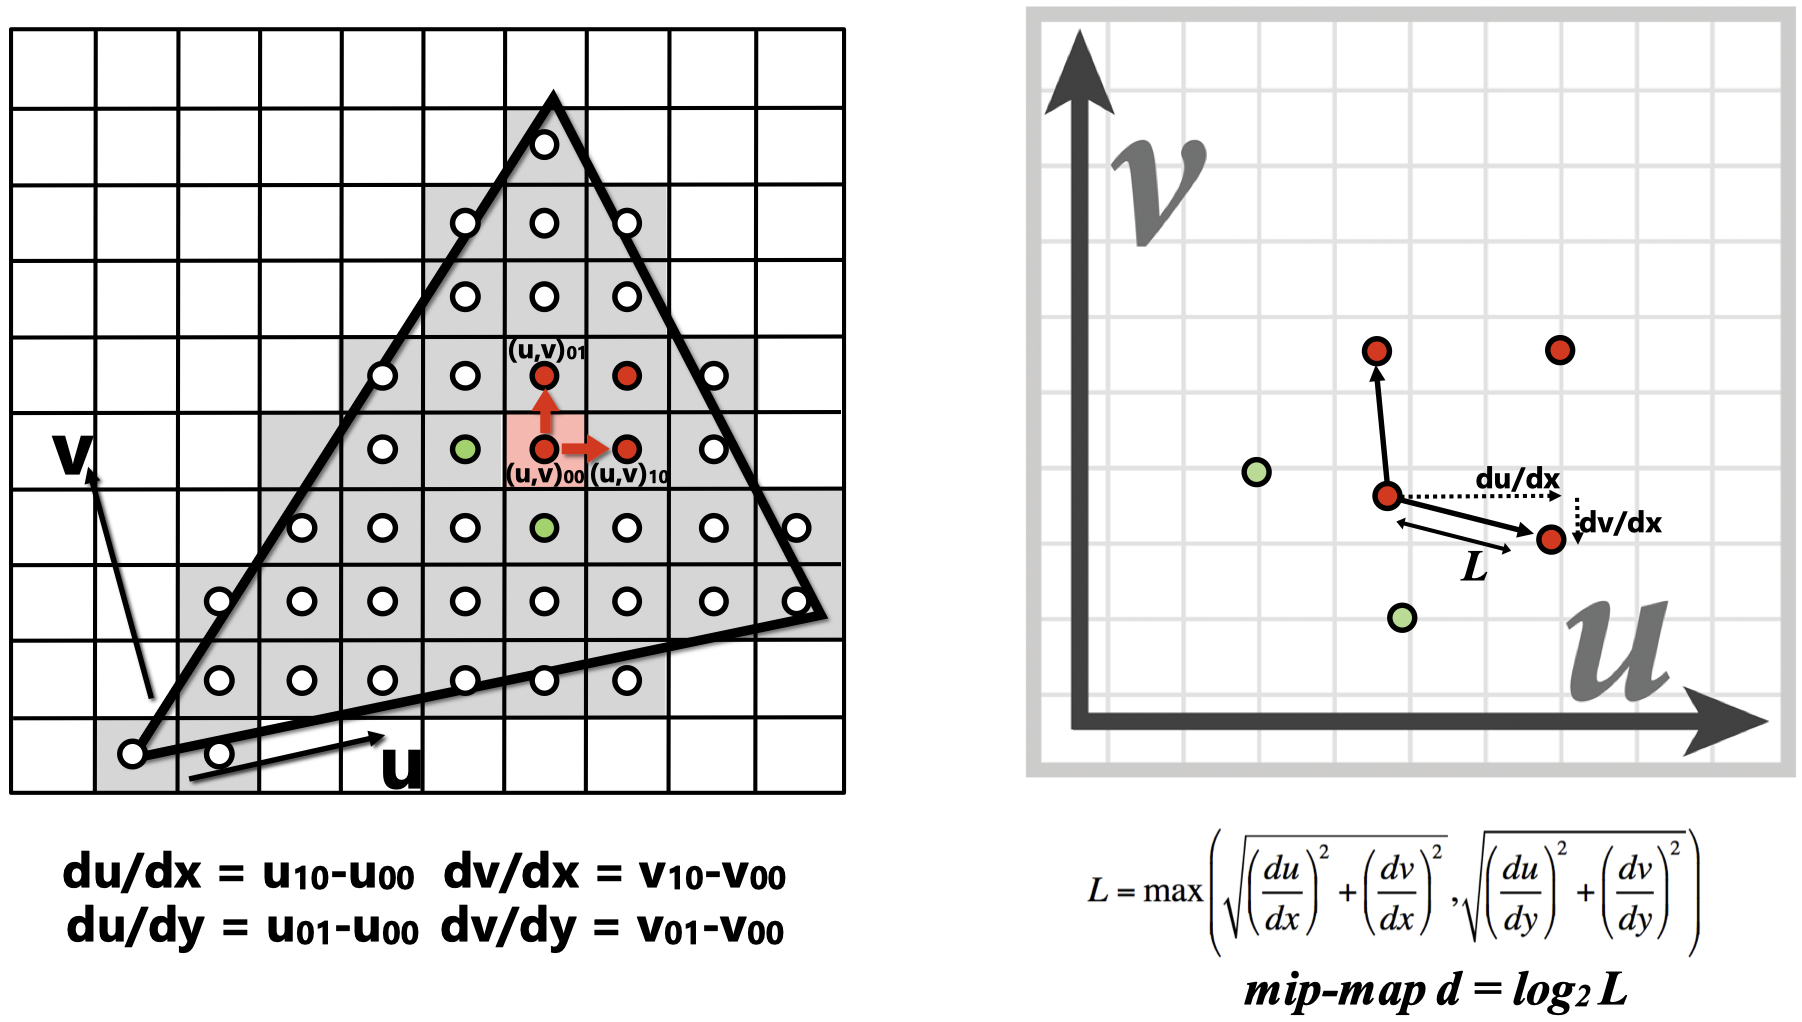 (u,v)01
(u,v)00 (u,v)10
v
u
du/dx = u10-u00 dv/dx = v10-v00
du/dy = u01-u00 dv/dy = v01-v00
v
du/dx
dv/dx
L
u
L = max(√((du/dx)² + (dv/dx)²), √((du/dy)² + (dv/dy)²))
mip-map d = log₂ L